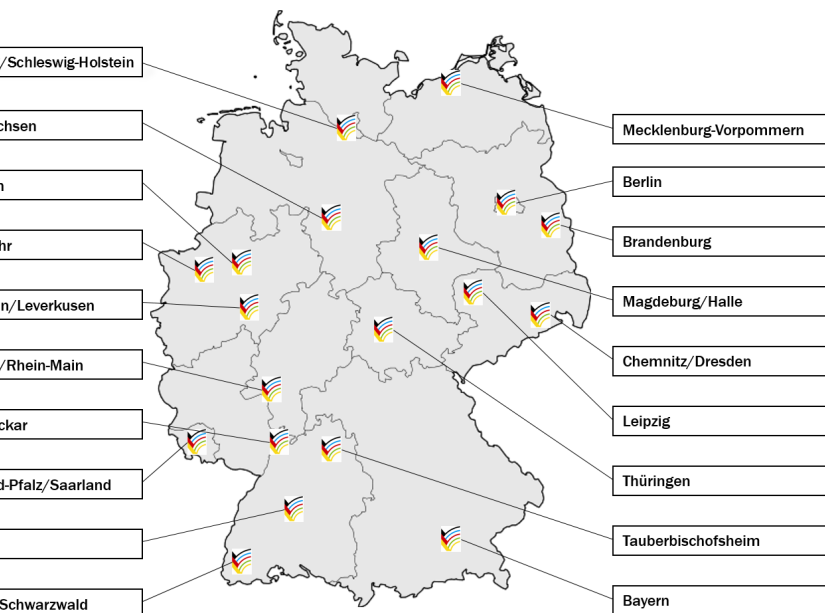 /Schleswig-Holstein
chsen
n
hr
n/Leverkusen
/Rhein-Main
ckar
d-Pfalz/Saarland
Schwarzwald
Mecklenburg-Vorpommern
Berlin
Brandenburg
Magdeburg/Halle
Chemnitz/Dresden
Leipzig
Thüringen
Tauberbischofsheim
Bayern